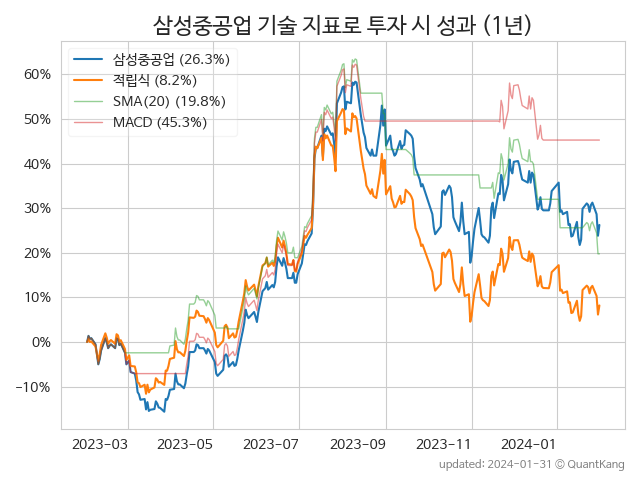 삼성중공업 기술 지표로 투자 시 성과 (1년)
삼성중공업 (26.3%)
적립식 (8.2%)
SMA(20) (19.8%)
MACD (45.3%)
60%
50%
40%
30%
20%
10%
0%
−10%
2023-03
2023-05
2023-07
2023-09
2023-11
2024-01
updated: 2024-01-31 © QuantKang